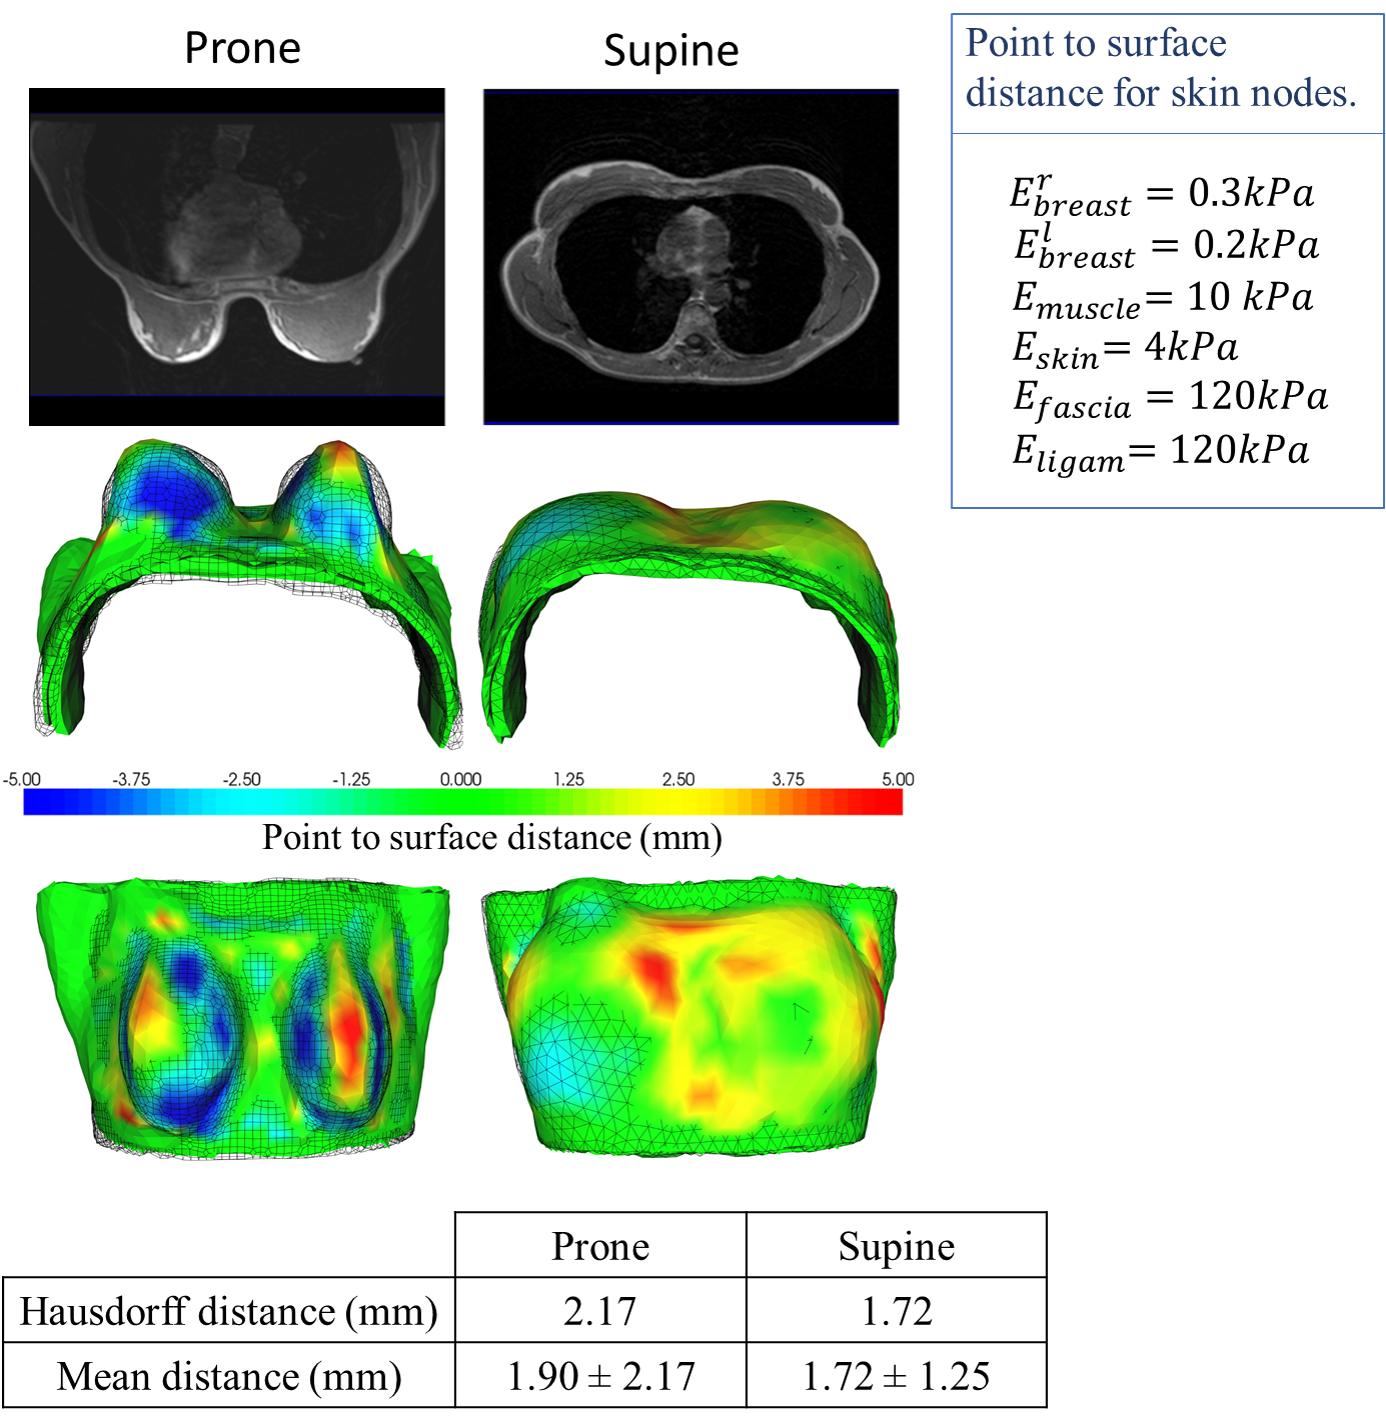 Prone
Supine
Point to surface
distance for skin nodes.
E^r_breast = 0.3kPa
E^l_breast = 0.2kPa
E_muscle = 10 kPa
E_skin = 4kPa
E_fascia = 120kPa
E_ligam = 120kPa
-5.00 -3.75 -2.50 -1.25 0.000 1.25 2.50 3.75 5.00
Point to surface distance (mm)
Prone Supine
Hausdorff distance (mm) 2.17 1.72
Mean distance (mm) 1.90 ± 2.17 1.72 ± 1.25